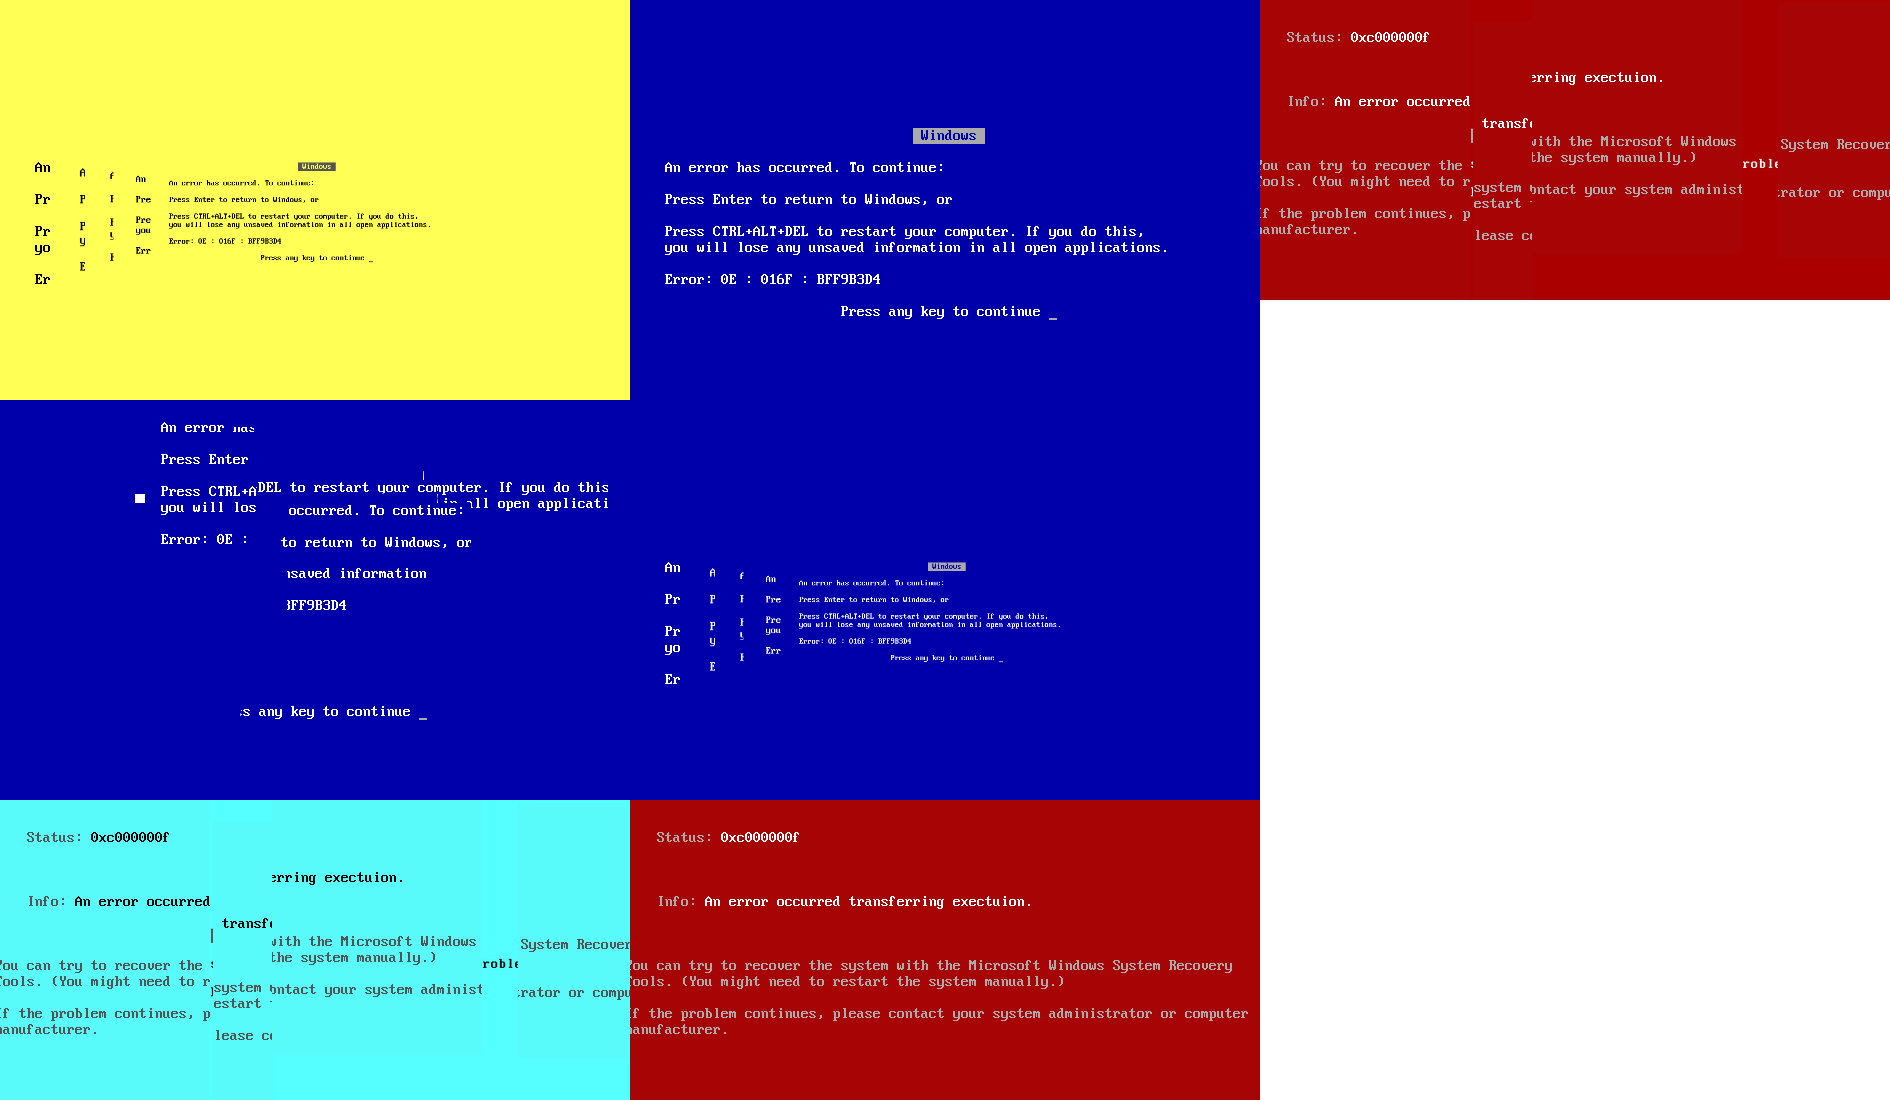 An
Pr
Pr
yo
Er
A
P
P
y
E
An
Pre
Pre
you
Err
Windows
An error has occurred. To continue:
Press Enter to return to Windows, or
Press CTRL+ALT+DEL to restart your computer. If you do this,
you will lose any unsaved information in all open applications.
Error: 0E : 016F : BFF9B3D4
Press any key to continue _
Windows
An error has occurred. To continue:
Press Enter to return to Windows, or
Press CTRL+ALT+DEL to restart your computer. If you do this,
you will lose any unsaved information in all open applications.
Error: 0E : 016F : BFF9B3D4
Press any key to continue _
Status: 0xc000000f
erring exectuion.
Info: An error occurred
transfe
with the Microsoft Windows
System Recover
You can try to recover the
the system manually.)
roble
Tools. (You might need to r
system
ontact your system administ
rator or compu
estart
If the problem continues, p
manufacturer.
lease co
An error has
Press Enter
Press CTRL+A
DEL to restart your computer. If you do this
you will los
in all open applicati
occurred. To continue:
Error: 0E :
to return to Windows, or
nsaved information
BFF9B3D4
s any key to continue _
An
Pr
Pr
yo
Er
A
P
P
y
E
An
Pre
Pre
you
Err
Windows
An error has occurred. To continue:
Press Enter to return to Windows, or
Press CTRL+ALT+DEL to restart your computer. If you do this,
you will lose any unsaved information in all open applications.
Error: 0E : 016F : BFF9B3D4
Press any key to continue _
Status: 0xc000000f
erring exectuion.
Info: An error occurred
transfe
with the Microsoft Windows
System Recover
You can try to recover the
the system manually.)
roble
Tools. (You might need to r
system
ontact your system administ
rator or compu
estart
If the problem continues, p
manufacturer.
lease co
Status: 0xc000000f
Info: An error occurred transferring exectuion.
You can try to recover the system with the Microsoft Windows System Recovery
Tools. (You might need to restart the system manually.)
If the problem continues, please contact your system administrator or computer
manufacturer.